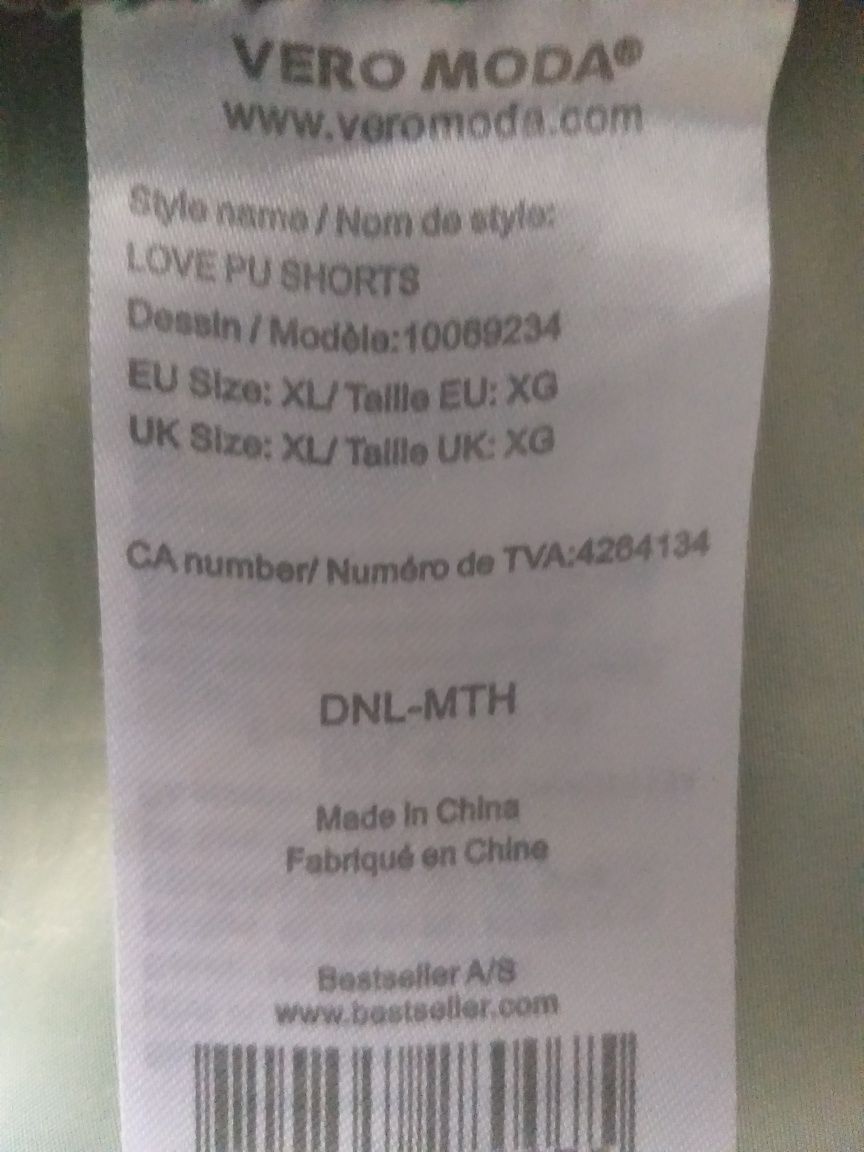 VERO MODA®
www.veromoda.com
Style name / Nom de style:
LOVE PU SHORTS
Dessin / Modèle:10089234
EU Size: XL/ Taille EU: XG
UK Size: XL/ Taille UK: XG
CA number/ Numéro de TVA:4264134
DNL-MTH
Made in China
Fabriqué en Chine
Bestseller A/S
www.bestseller.com